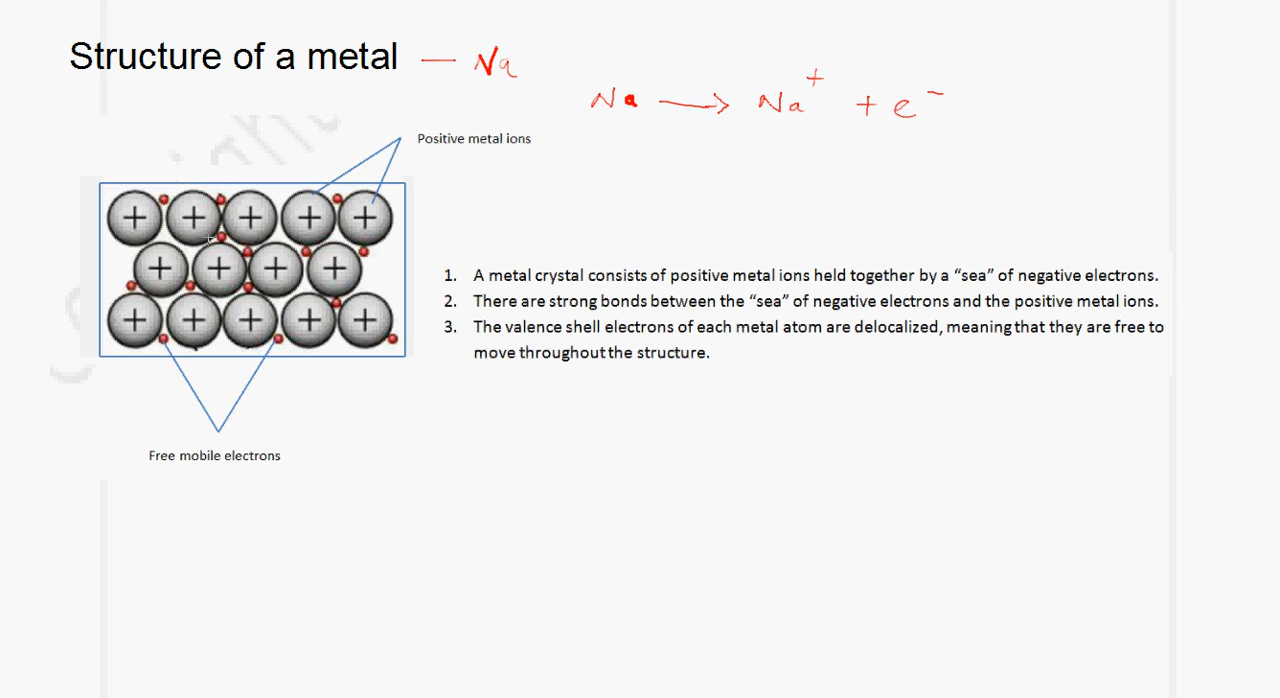 Structure of a metal — Na
Na → Na⁺ + e⁻
Positive metal ions
+ + + + +
+ + + +
+ + + + +
1. A metal crystal consists of positive metal ions held together by a “sea” of negative electrons.
2. There are strong bonds between the “sea” of negative electrons and the positive metal ions.
3. The valence shell electrons of each metal atom are delocalized, meaning that they are free to
move throughout the structure.
Free mobile electrons